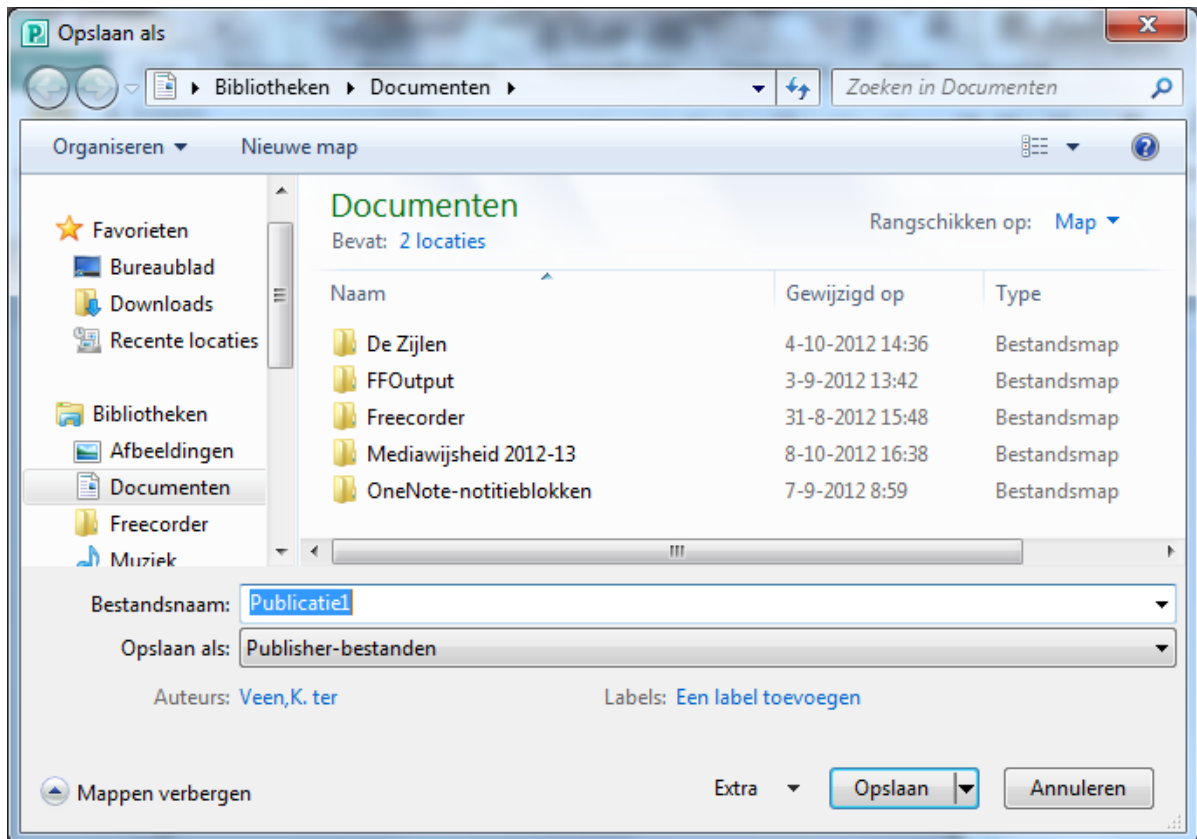 Opslaan als
Bibliotheken Documenten
Zoeken in Documenten
Organiseren Nieuwe map
Favorieten
Bureaublad
Downloads
Recente locaties
Bibliotheken
Afbeeldingen
Documenten
Freecorder
Muziek
Documenten
Bevat: 2 locaties
Rangschikken op: Map
Naam Gewijzigd op Type
De Zijlen 4-10-2012 14:36 Bestandsmap
FFOutput 3-9-2012 13:42 Bestandsmap
Freecorder 31-8-2012 15:48 Bestandsmap
Mediawijsheid 2012-13 8-10-2012 16:38 Bestandsmap
OneNote-notitieblokken 7-9-2012 8:59 Bestandsmap
Bestandsnaam: Publicatie1
Opslaan als: Publisher-bestanden
Auteurs: Veen,K. ter Labels: Een label toevoegen
Mappen verbergen Extra Opslaan Annuleren